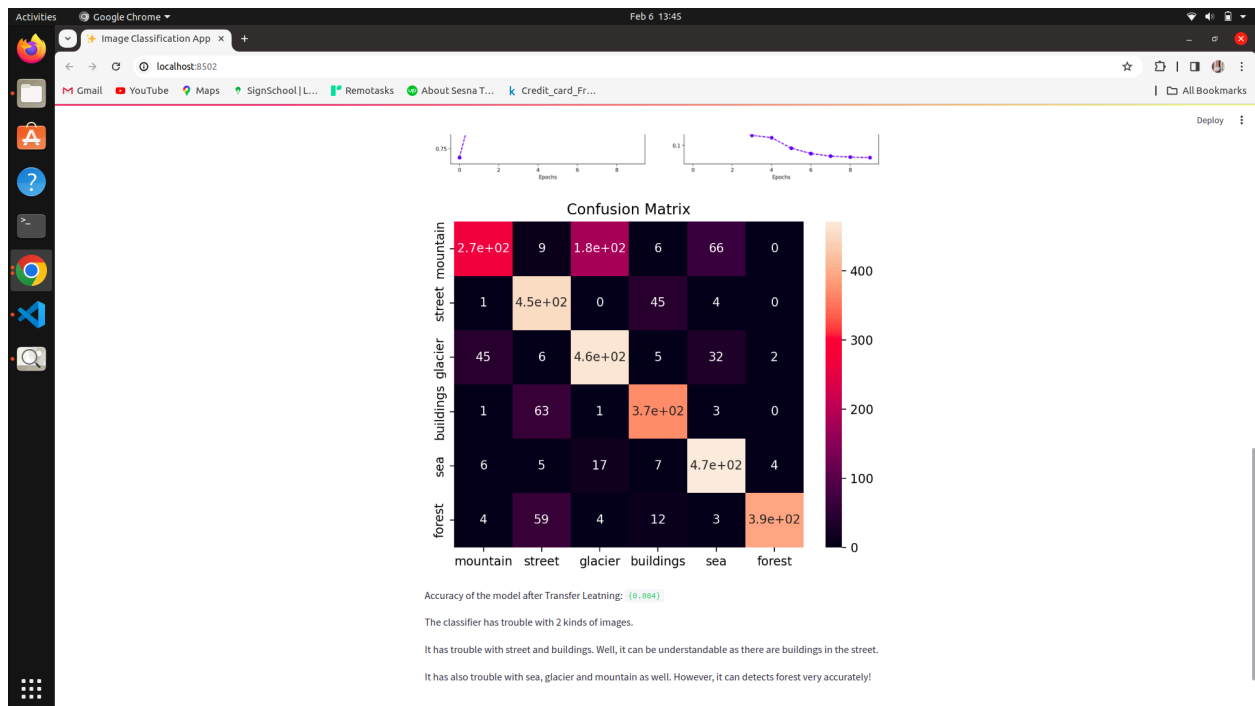 Activities Google Chrome Feb 6 13:45
Image Classification App
localhost:8502
Gmail YouTube Maps SignSchool | L... Remotasks About Sesna T... Credit_card_Fr... All Bookmarks
Deploy
0.75 0.1
0 2 4 6 8 0 2 4 6 8
Epochs Epochs
Confusion Matrix
mountain 2.7e+02 9 1.8e+02 6 66 0
street 1 4.5e+02 0 45 4 0
glacier 45 6 4.6e+02 5 32 2
buildings 1 63 1 3.7e+02 3 0
sea 6 5 17 7 4.7e+02 4
forest 4 59 4 12 3 3.9e+02
mountain street glacier buildings sea forest
400
300
200
100
0
Accuracy of the model after Transfer Leatning: {0.804}
The classifier has trouble with 2 kinds of images.
It has trouble with street and buildings. Well, it can be understandable as there are buildings in the street.
It has also trouble with sea, glacier and mountain as well. However, it can detects forest very accurately!